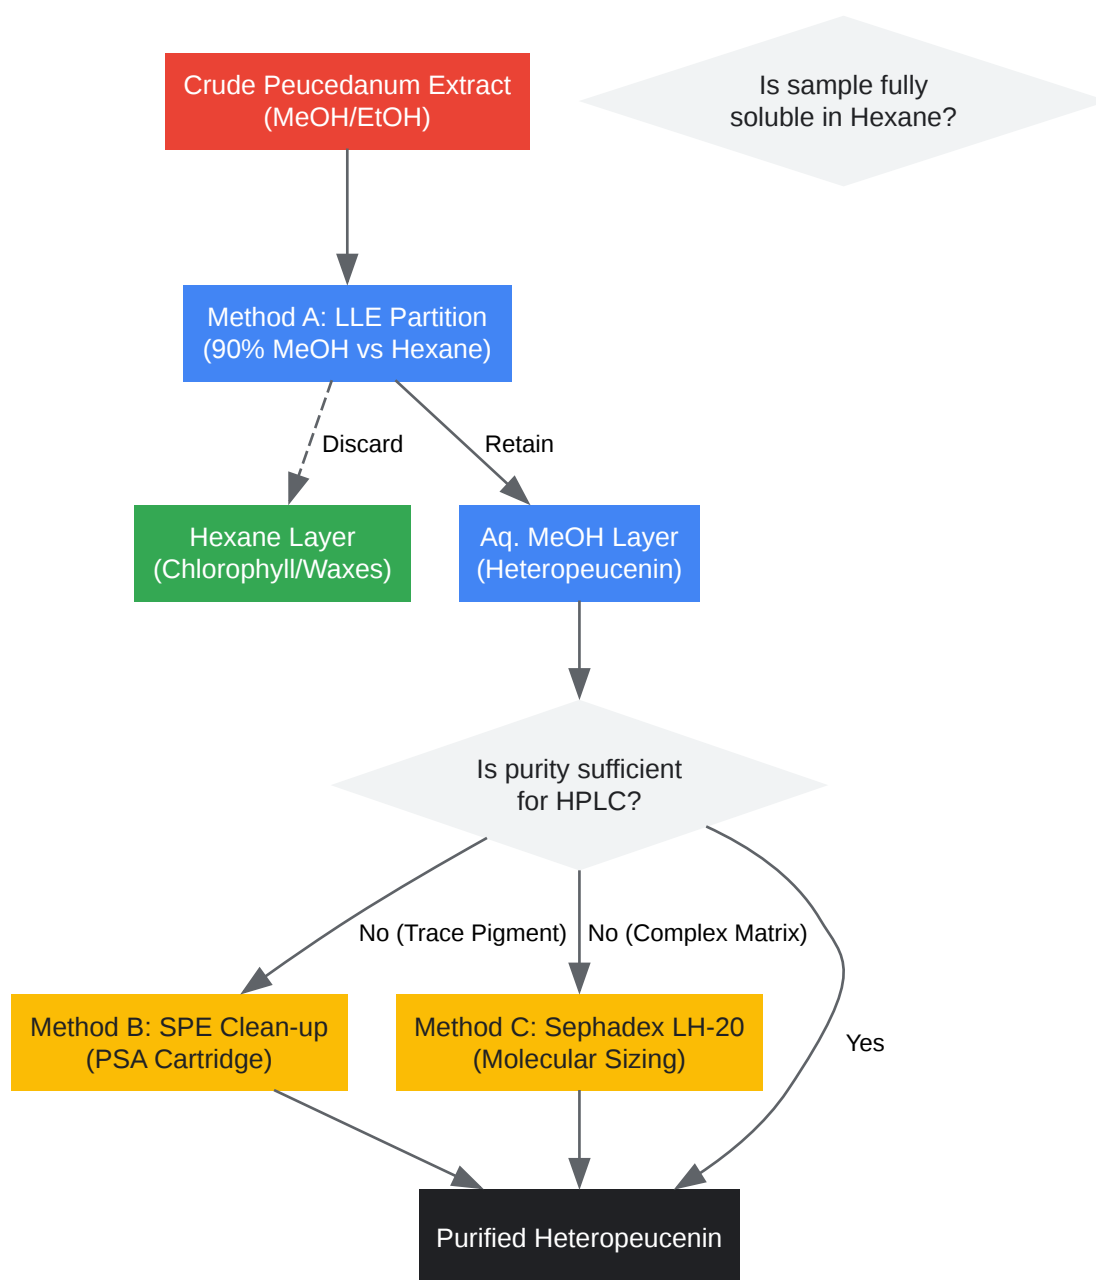 Crude Peucedanum Extract
(MeOH/EtOH)
Is sample fully
soluble in Hexane?
Method A: LLE Partition
(90% MeOH vs Hexane)
Discard
Retain
Hexane Layer
(Chlorophyll/Waxes)
Aq. MeOH Layer
(Heteropeucenin)
Is purity sufficient
for HPLC?
No (Trace Pigment)
No (Complex Matrix)
Yes
Method B: SPE Clean-up
(PSA Cartridge)
Method C: Sephadex LH-20
(Molecular Sizing)
Purified Heteropeucenin